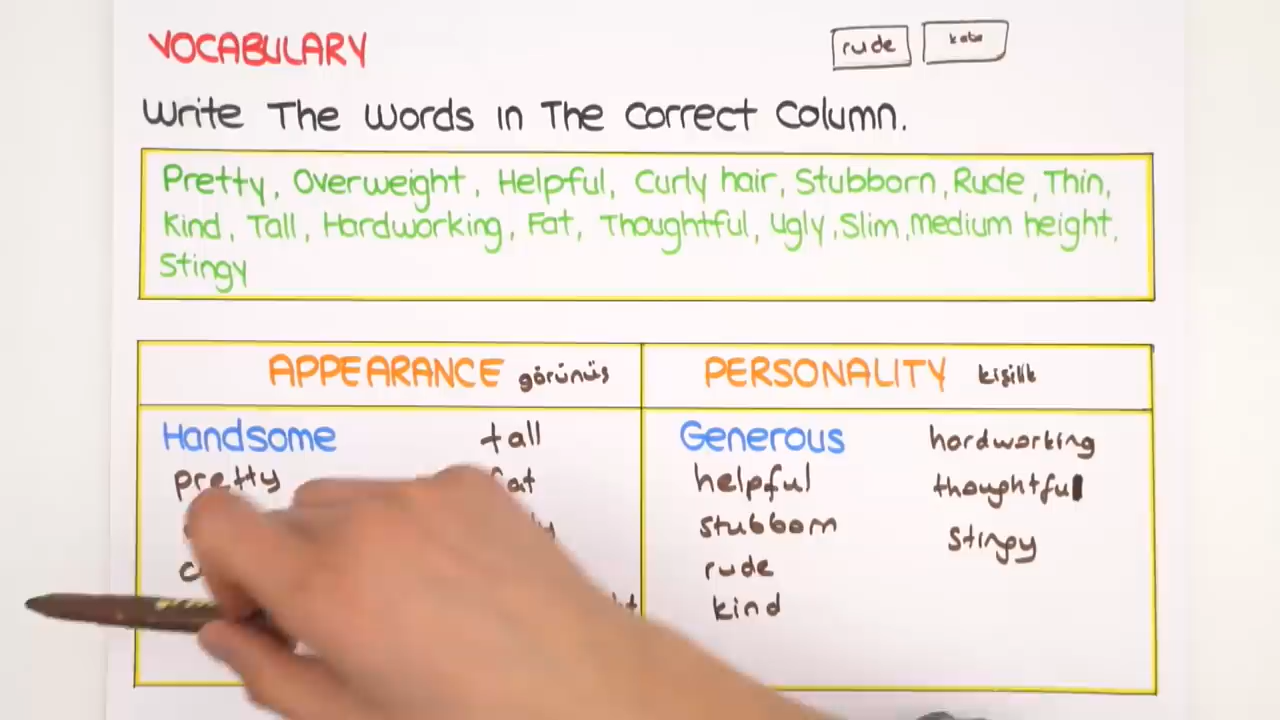 VOCABULARY
rude
kaba
Write The Words in The Correct Column.
Pretty, Overweight, Helpful, Curly hair, Stubborn, Rude, Thin,
Kind, Tall, Hardworking, Fat, Thoughtful, Ugly, Slim, Medium height,
Stingy
APPEARANCE görünüş
PERSONALITY kişilik
Handsome
pretty
tall
Generous
helpful
stubborn
rude
kind
hardworking
thoughtful
stingy